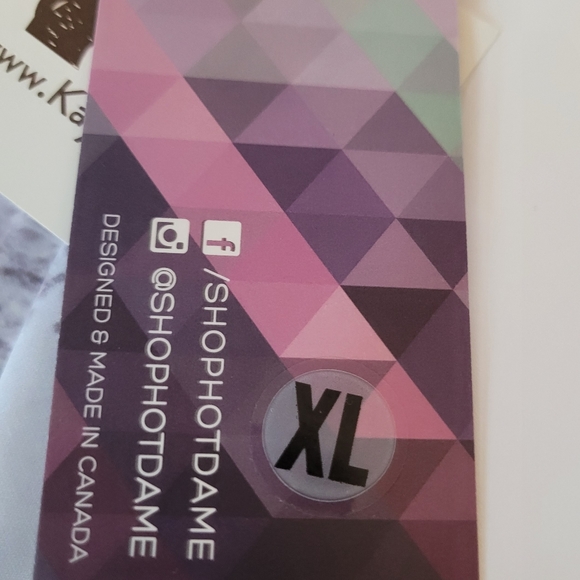 /SHOPHOTDAME
@SHOPHOTDAME
DESIGNED & MADE IN CANADA
XL